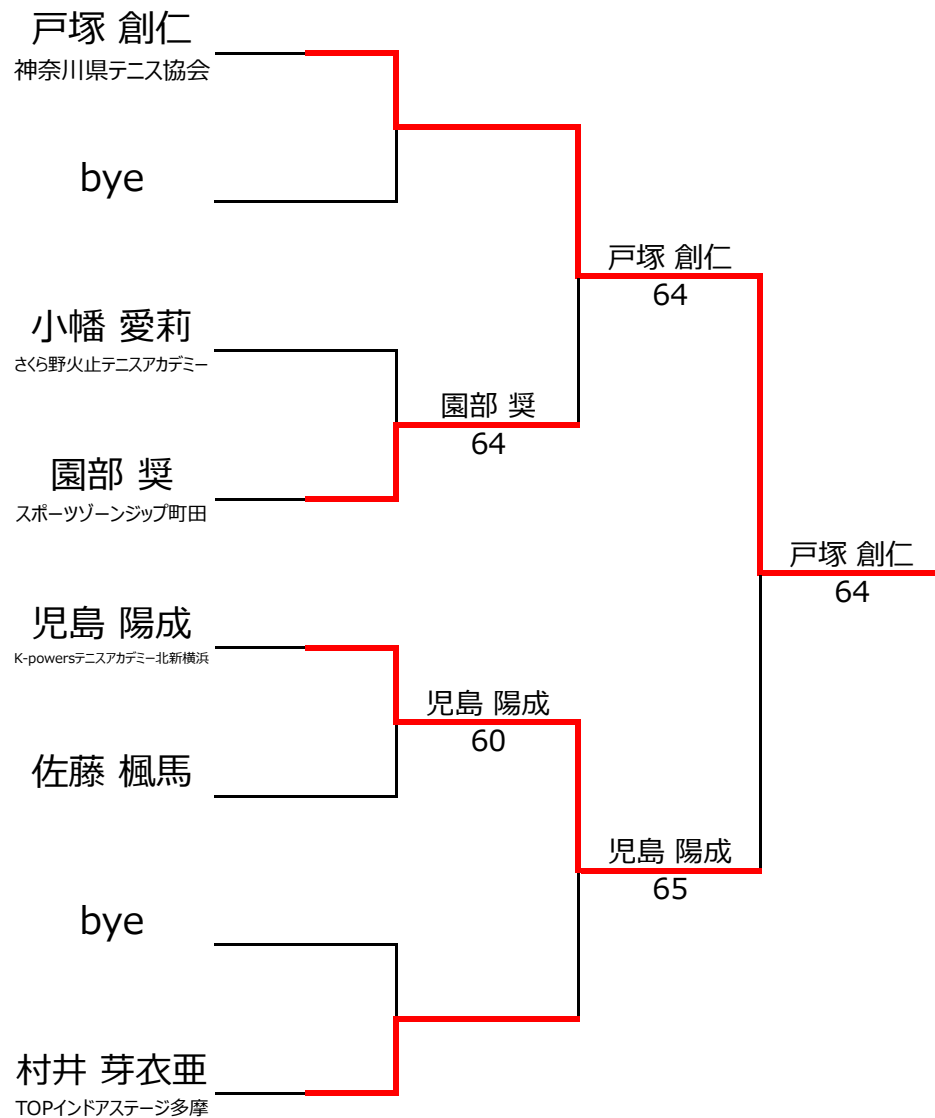 戸塚 創仁
神奈川県テニス協会
bye
小幡 愛莉
さくら野火止テニスアカデミー
園部 奨
スポーツゾーンジップ町田
児島 陽成
K-powersテニスアカデミー北新横浜
佐藤 楓馬
bye
村井 芽衣亜
TOPインドアステージ多摩
園部 奨
64
児島 陽成
60
戸塚 創仁
64
児島 陽成
65
戸塚 創仁
64